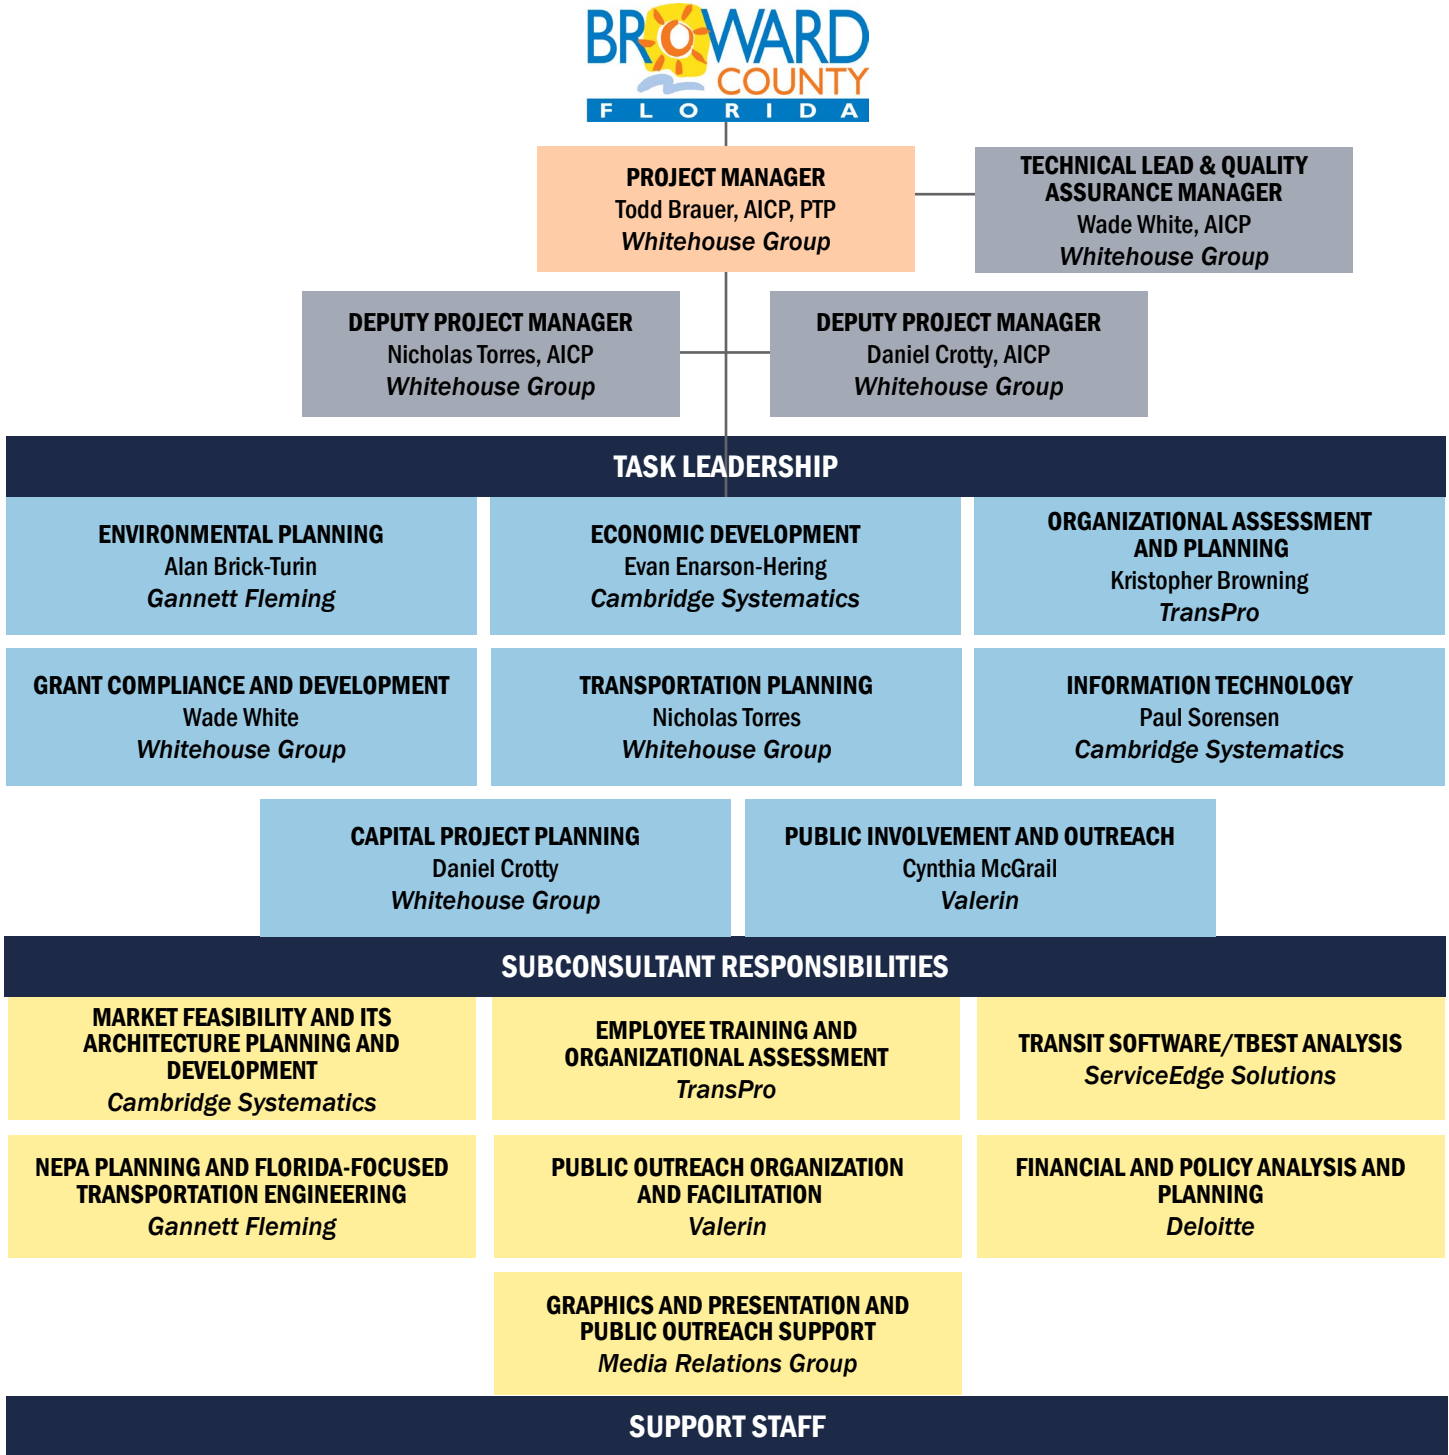 BROWARD
COUNTY
FLORIDA
PROJECT MANAGER
Todd Brauer, AICP, PTP
Whitehouse Group
TECHNICAL LEAD & QUALITY
ASSURANCE MANAGER
Wade White, AICP
Whitehouse Group
DEPUTY PROJECT MANAGER
Nicholas Torres, AICP
Whitehouse Group
DEPUTY PROJECT MANAGER
Daniel Crotty, AICP
Whitehouse Group
TASK LEADERSHIP
ENVIRONMENTAL PLANNING
Alan Brick-Turin
Gannett Fleming
ECONOMIC DEVELOPMENT
Evan Enarson-Hering
Cambridge Systematics
ORGANIZATIONAL ASSESSMENT
AND PLANNING
Kristopher Browning
TransPro
GRANT COMPLIANCE AND DEVELOPMENT
Wade White
Whitehouse Group
TRANSPORTATION PLANNING
Nicholas Torres
Whitehouse Group
INFORMATION TECHNOLOGY
Paul Sorensen
Cambridge Systematics
CAPITAL PROJECT PLANNING
Daniel Crotty
Whitehouse Group
PUBLIC INVOLVEMENT AND OUTREACH
Cynthia McGrail
Valerin
SUBCONSULTANT RESPONSIBILITIES
MARKET FEASIBILITY AND ITS
ARCHITECTURE PLANNING AND
DEVELOPMENT
Cambridge Systematics
EMPLOYEE TRAINING AND
ORGANIZATIONAL ASSESSMENT
TransPro
TRANSIT SOFTWARE/TBEST ANALYSIS
ServiceEdge Solutions
NEPA PLANNING AND FLORIDA-FOCUSED
TRANSPORTATION ENGINEERING
Gannett Fleming
PUBLIC OUTREACH ORGANIZATION
AND FACILITATION
Valerin
FINANCIAL AND POLICY ANALYSIS AND
PLANNING
Deloitte
GRAPHICS AND PRESENTATION AND
PUBLIC OUTREACH SUPPORT
Media Relations Group
SUPPORT STAFF